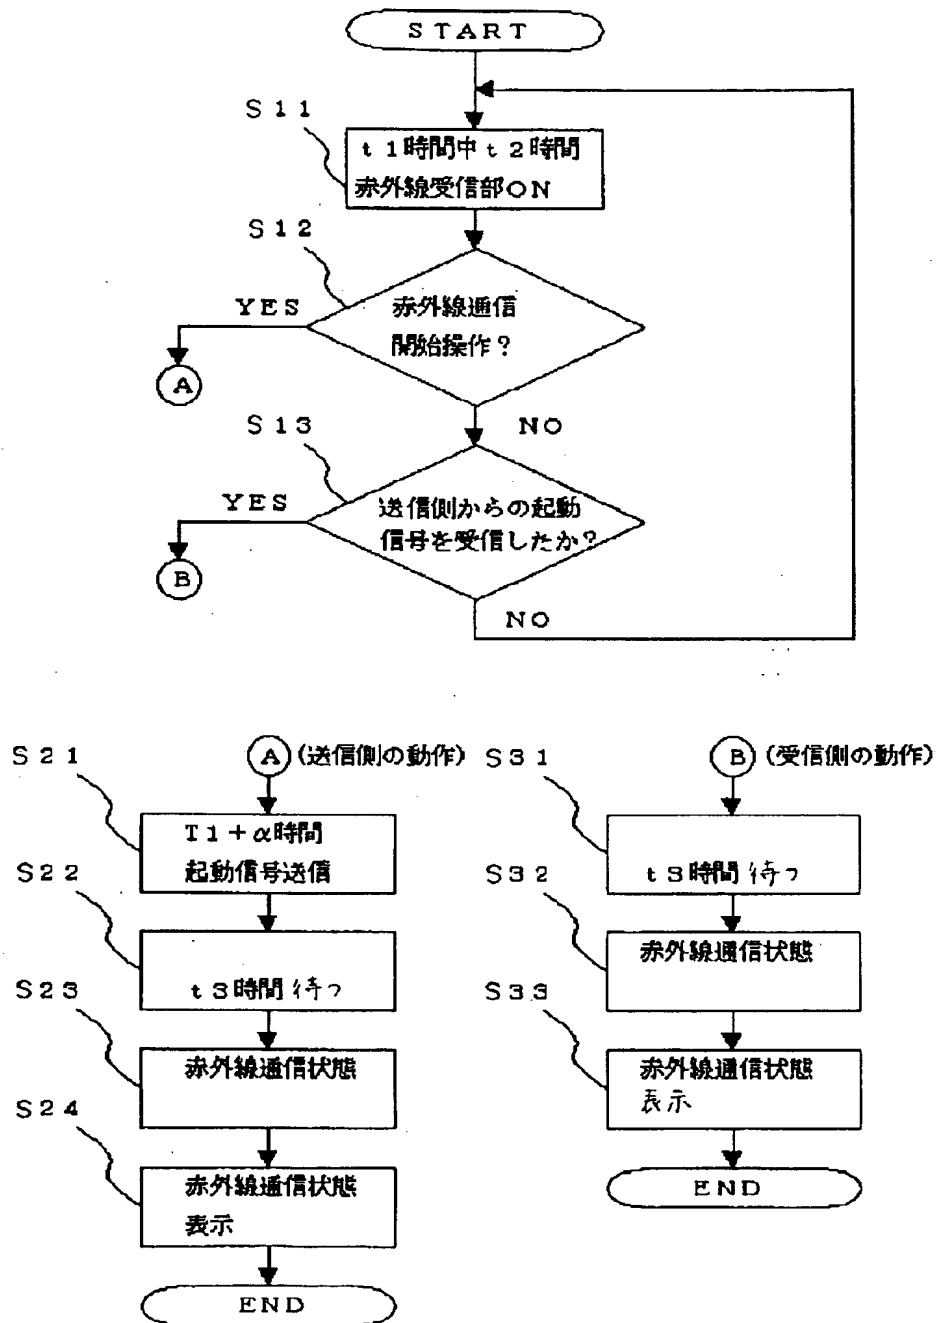 START
S11
t1時間中t2時間
赤外線受信部ON
S12
YES
赤外線通信
開始操作?
A
S13
NO
YES
送信側からの起動
信号を受信したか?
B
NO
S21
A (送信側の動作)
T1+α時間
起動信号送信
S22
t3時間待つ
S23
赤外線通信状態
S24
赤外線通信状態
表示
END
S31
B (受信側の動作)
t3時間待つ
S32
赤外線通信状態
S33
赤外線通信状態
表示
END